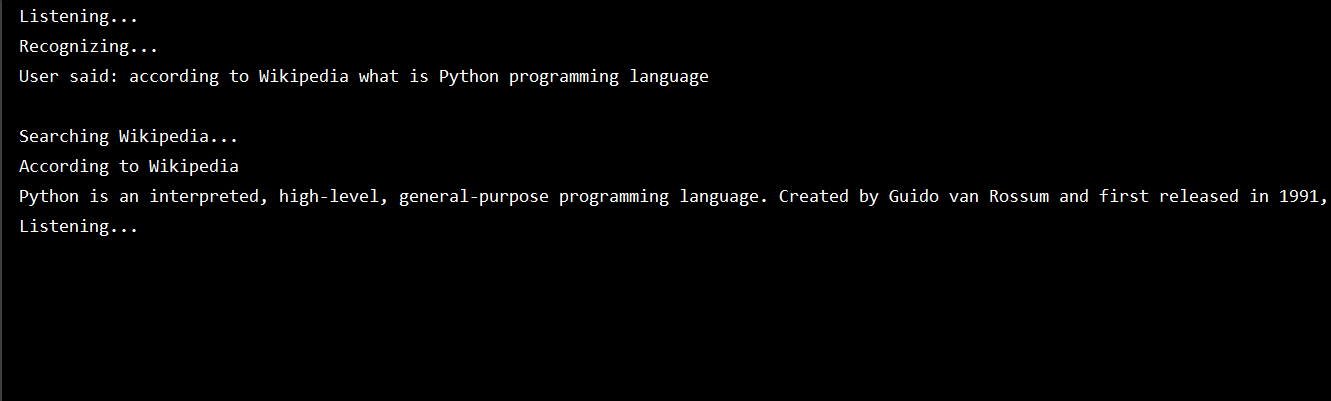 Listening...
Recognizing...
User said: according to Wikipedia what is Python programming language
Searching Wikipedia...
According to Wikipedia
Python is an interpreted, high-level, general-purpose programming language. Created by Guido van Rossum and first released in 1991,
Listening...